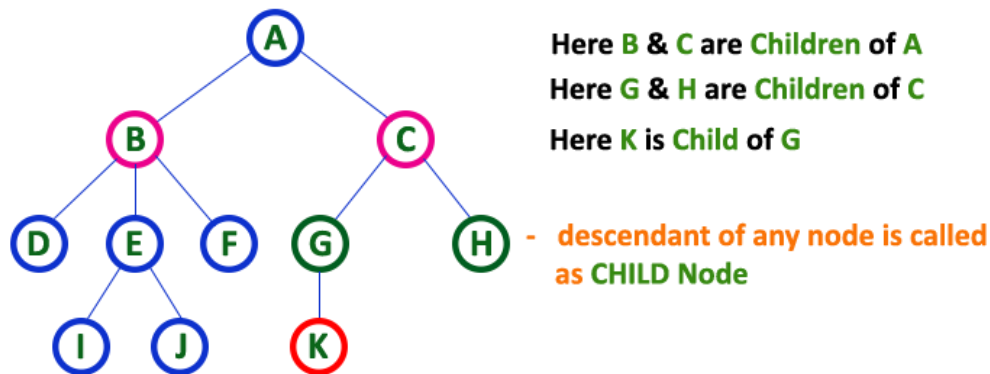 A
Here B & C are Children of A
Here G & H are Children of C
B
C
Here K is Child of G
D
E
F
G
H
- descendant of any node is called
as CHILD Node
I
J
K